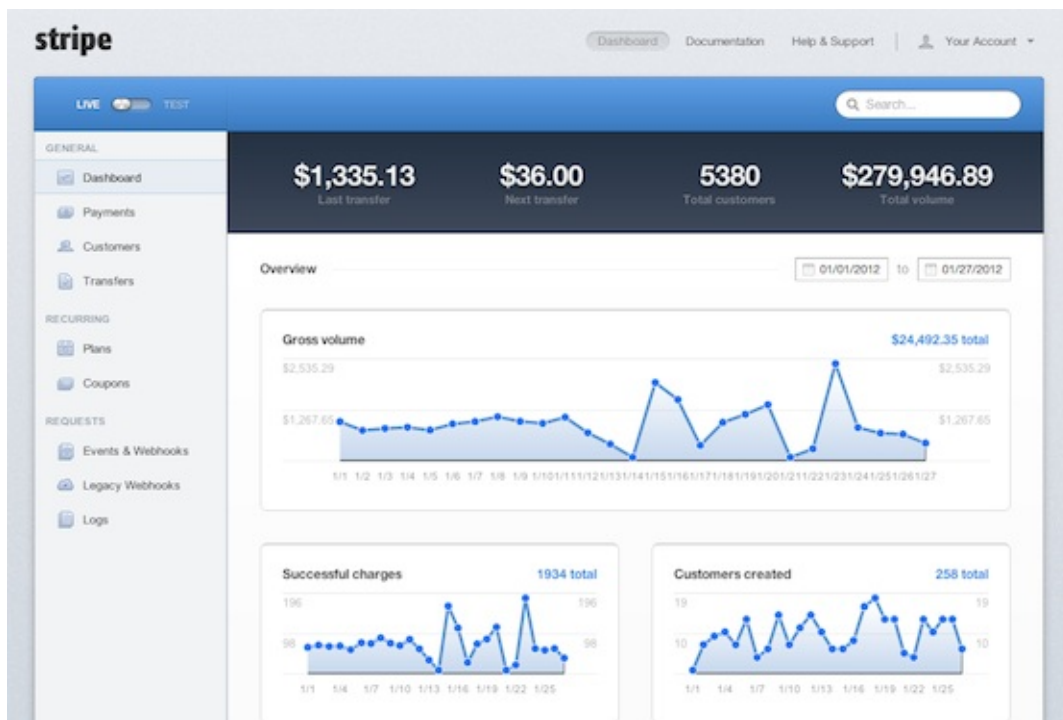 stripe
Dashboard Documentation Help & Support Your Account
LIVE TEST
Search...
GENERAL
Dashboard
Payments
Customers
Transfers
RECURRING
Plans
Coupons
REQUESTS
Events & Webhooks
Legacy Webhooks
Logs
$1,335.13 $36.00 5380 $279,946.89
Last transfer Next transfer Total customers Total volume
Overview 01/01/2012 to 01/27/2012
Gross volume $24,492.35 total
$2,535.29 $2,535.29
$1,267.65 $1,267.65
1/1 1/2 1/3 1/4 1/5 1/6 1/7 1/8 1/9 1/10 1/11 1/12 1/13 1/14 1/15 1/16 1/17 1/18 1/19 1/20 1/21 1/22 1/23 1/24 1/25 1/26 1/27
Successful charges 1934 total
196 196
98 98
1/1 1/4 1/7 1/10 1/13 1/16 1/19 1/22 1/25
Customers created 258 total
19 19
10 10
1/1 1/4 1/7 1/10 1/13 1/16 1/19 1/22 1/25